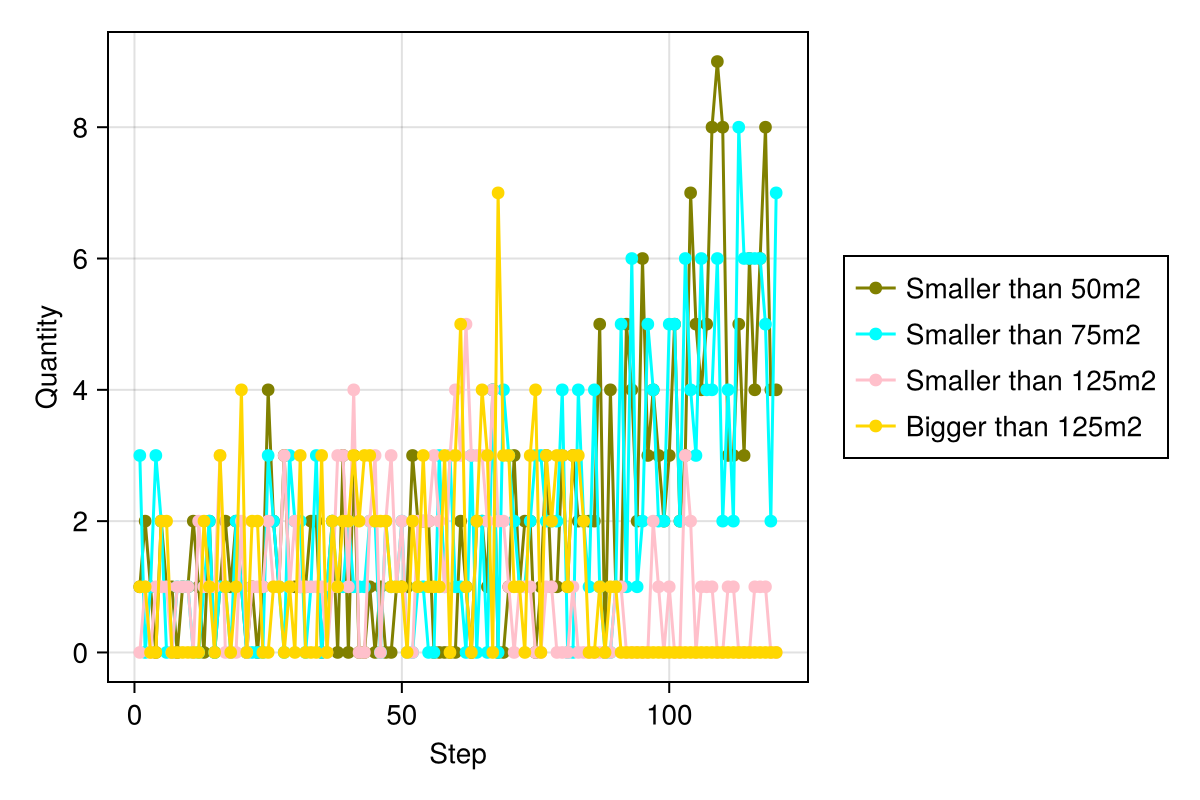 8
6
4
2
0
Quantity
0
50
100
Step
Smaller than 50m2
Smaller than 75m2
Smaller than 125m2
Bigger than 125m2